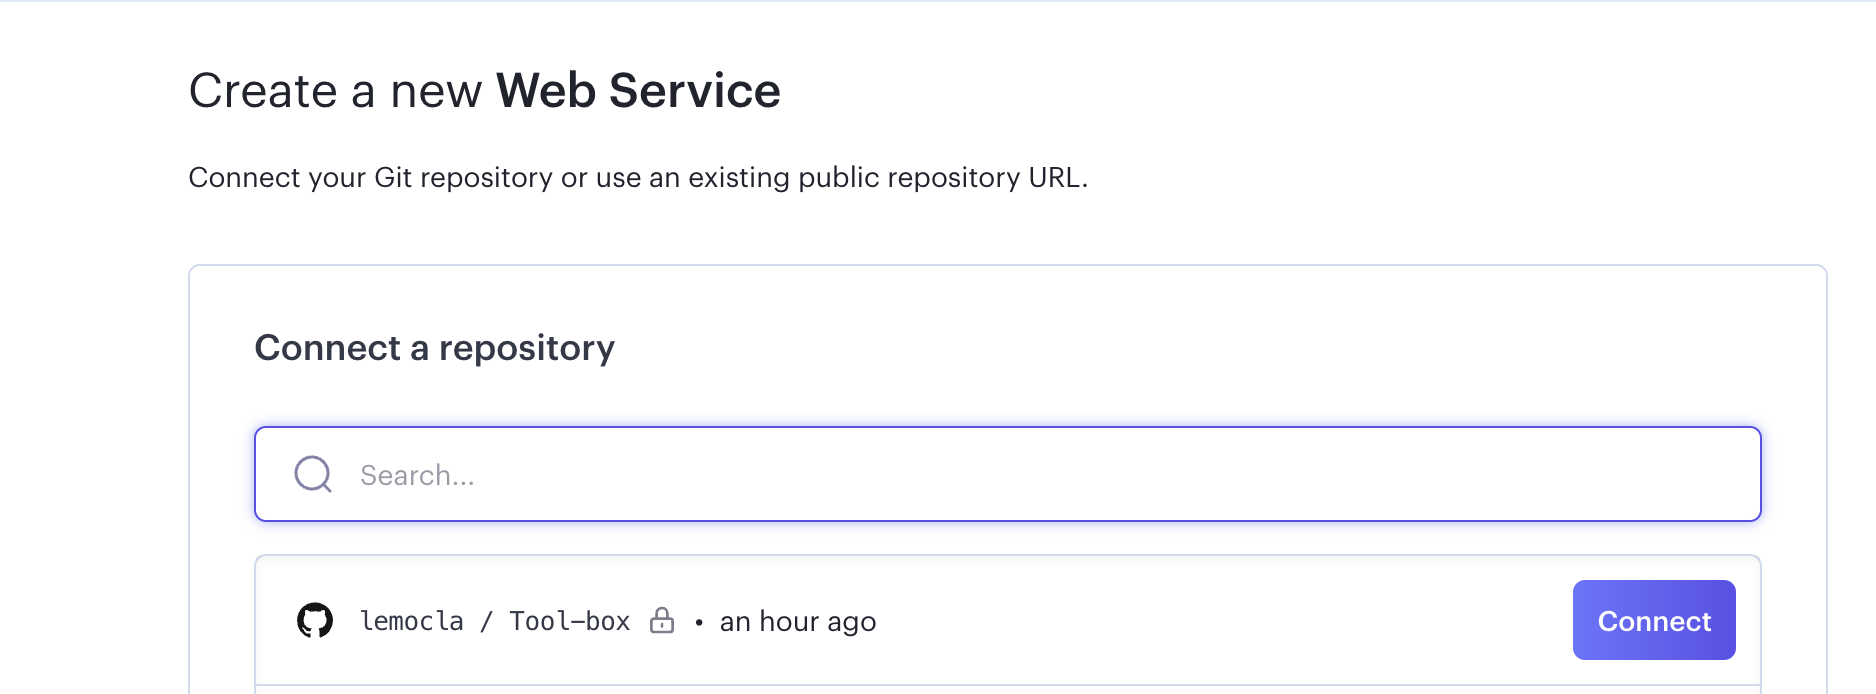 Create a new Web Service
Connect your Git repository or use an existing public repository URL.
Connect a repository
Search...
lemocla / Tool-box • an hour ago Connect